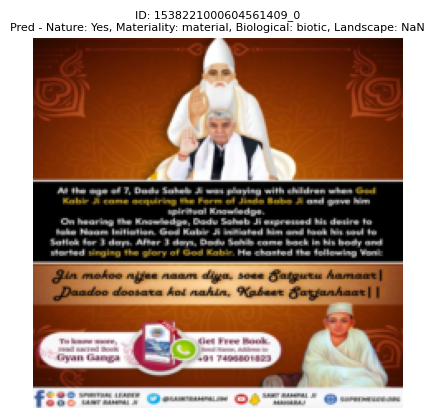 ID: 1538221000604561409_0
Pred - Nature: Yes, Materiality: material, Biological: biotic, Landscape: NaN
At the age of 7, Dadu Saheb Ji was playing with children when God
Kabir Ji came acquiring the Form of Jinda Baba Ji and gave him
spiritual Knowledge.
On hearing the Knowledge, Dadu Saheb Ji expressed his desire to
take Naam Initiation. God Kabir Ji initiated him and took his soul to
Satlok for 3 days. After 3 days, Dadu Sahib came back in his body and
started singing the glory of God Kabir. He chanted the following Vani:
Jin mokoo nijee naam diya, soee Satguru hamaar|
Daadoo doosara koi nahin, Kabeer Sarjanhaar||
To know more,
read sacred Book
Gyan Ganga
Get Free Book.
Send Name, Address to
+91 7496801823
SPIRITUAL LEADER
SAINT RAMPAL JI
@SAINTRAMPALJIM
SAINT RAMPAL JI
MAHARAJ
SUPREMEGOD.ORG